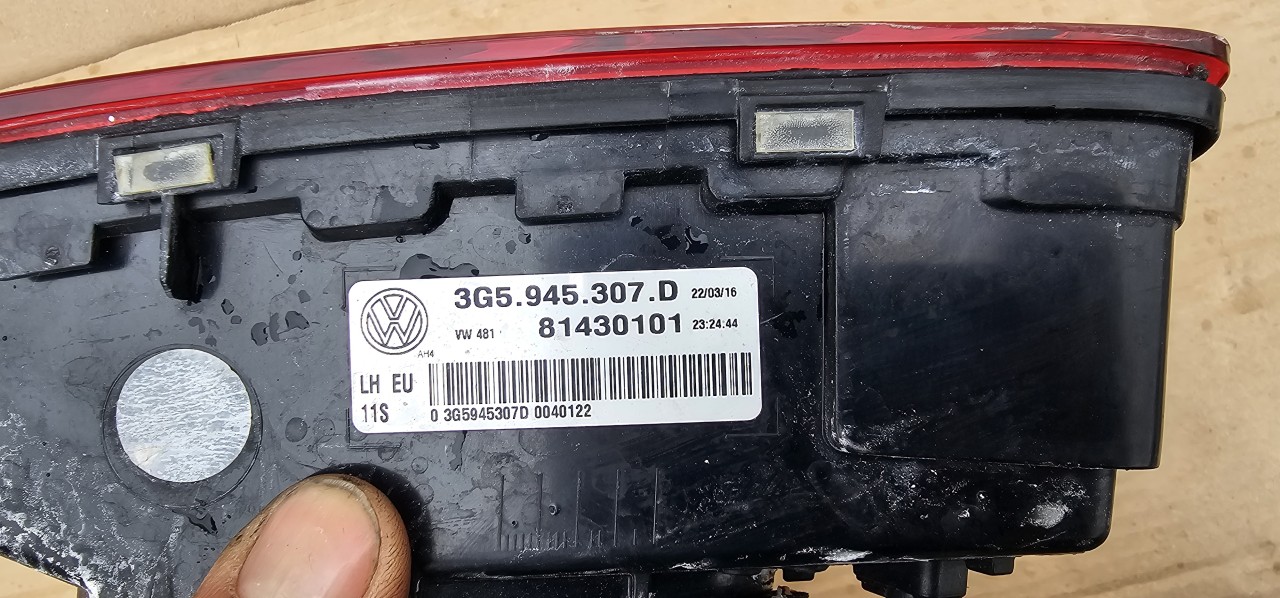 3G5.945.307.D 22/03/16
VW 481 81430101 23:24:44
AH4
LH EU
11S 0 3G5945307D 0040122